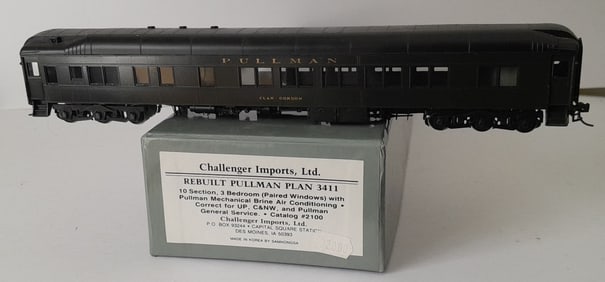 PULLMAN
CLAN GORDON
Challenger Imports, Ltd.
REBUILT PULLMAN PLAN 3411
10 Section, 3 Bedroom (Paired Windows) with
Pullman Mechanical Brine Air Conditioning •
Correct for UP, C&NW, and Pullman
General Service. • Catalog #2100
Challenger Imports, Ltd.
P.O. BOX 93244 • CAPITAL SQUARE
DES MOINES, IA 50393
MADE IN KOREA BY SAMHONGSA